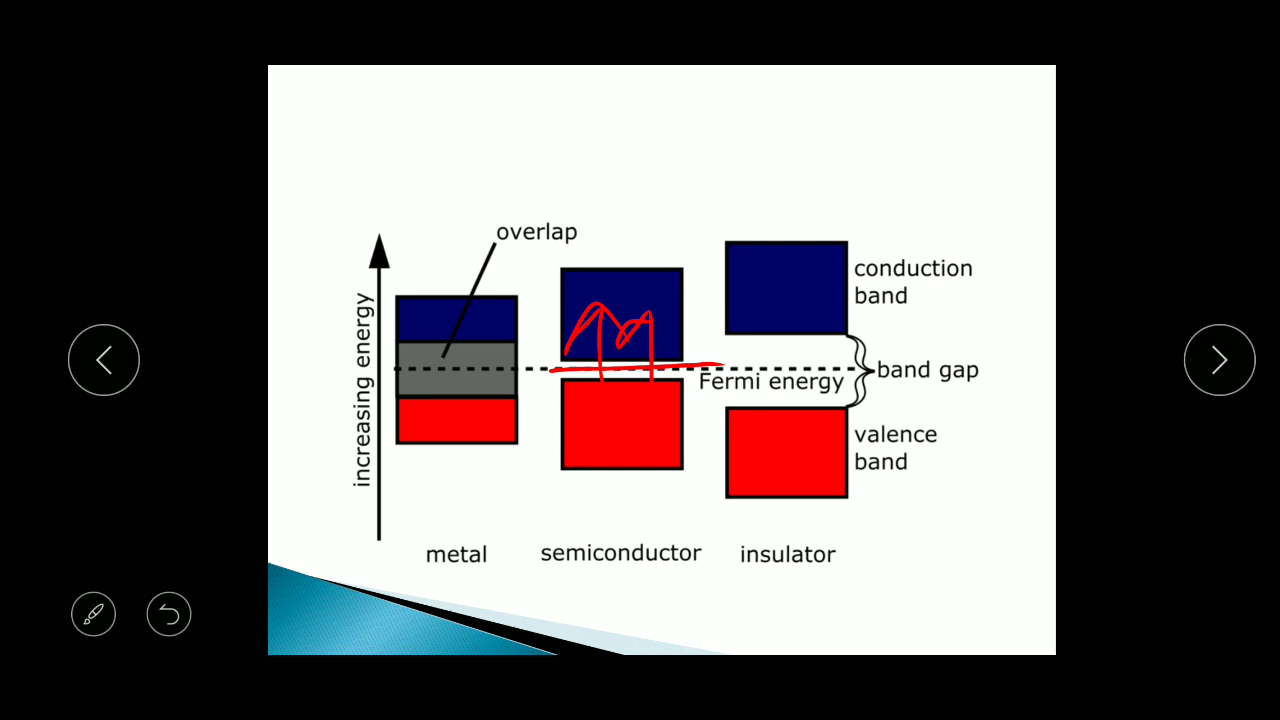 overlap
conduction
band
increasing energy
band gap
Fermi energy
valence
band
metal
semiconductor
insulator